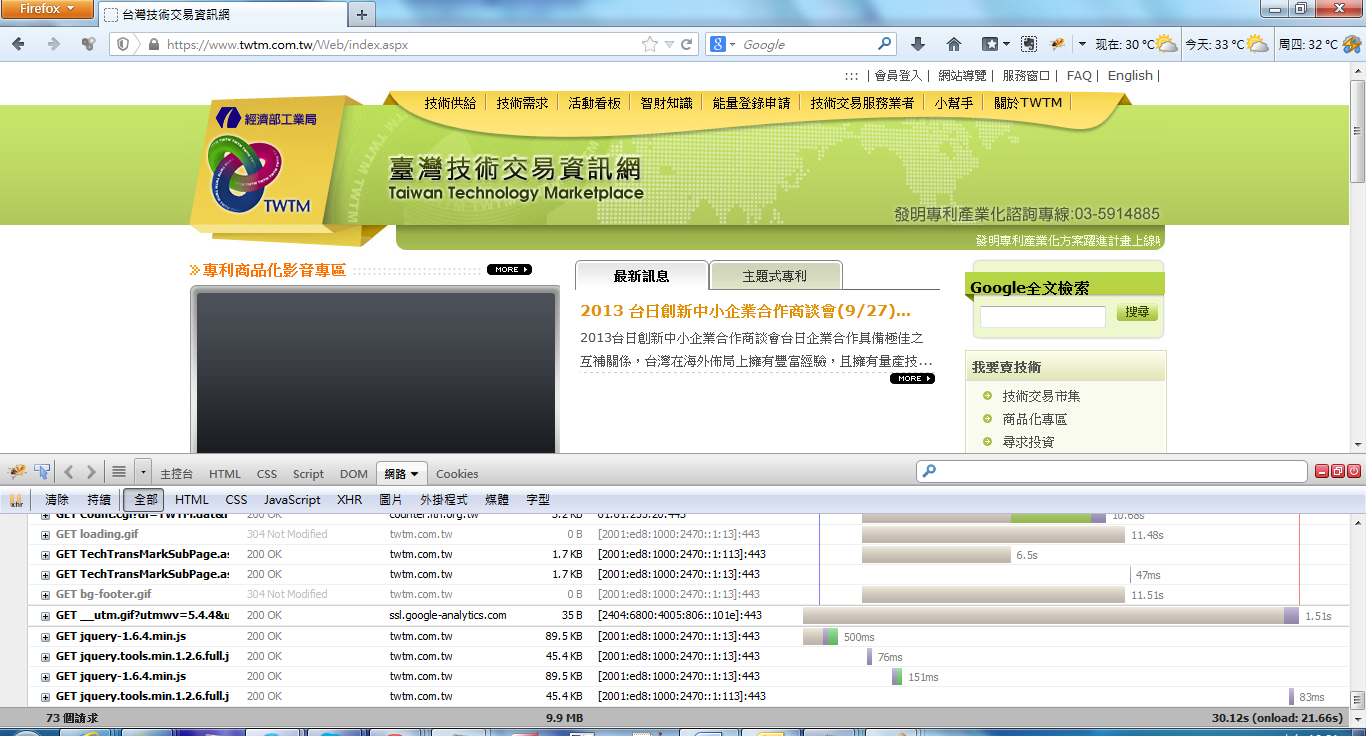 Firefox
台灣技術交易資訊網
https://www.twtm.com.tw/Web/index.aspx
Google
现在: 30 ℃
今天: 33 ℃
周四: 32 ℃
::: | 會員登入 | 網站導覽 | 服務窗口 | FAQ | English |
技術供給 | 技術需求 | 活動看板 | 智財知識 | 能量登錄申請 | 技術交易服務業者 | 小幫手 | 關於TWTM
經濟部工業局
TWTM
臺灣技術交易資訊網
Taiwan Technology Marketplace
發明專利產業化諮詢專線:03-5914885
發明專利產業化方案躍進計畫上線
專利商品化影音專區
MORE
最新訊息
主題式專利
2013 台日創新中小企業合作商談會(9/27)...
2013台日創新中小企業合作商談會台日企業合作具備極佳之
互補關係，台灣在海外佈局上擁有豐富經驗，且擁有量產技...
MORE
Google全文檢索
搜尋
我要賣技術
技術交易市集
商品化專區
尋求投資
主控台 HTML CSS Script DOM 網路 Cookies
清除 持續 全部 HTML CSS JavaScript XHR 圖片 外掛程式 媒體 字型
10.68s
GET loading.gif 304 Not Modified twtm.com.tw 0 B [2001:ed8:1000:2470::1:13]:443 11.48s
GET TechTransMarkSubPage.as 200 OK twtm.com.tw 1.7 KB [2001:ed8:1000:2470::1:113]:443 6.5s
GET TechTransMarkSubPage.as 200 OK twtm.com.tw 1.7 KB [2001:ed8:1000:2470::1:13]:443 47ms
GET bg-footer.gif 304 Not Modified twtm.com.tw 0 B [2001:ed8:1000:2470::1:13]:443 11.51s
GET __utm.gif?utmwv=5.4.4&u 200 OK ssl.google-analytics.com 35 B [2404:6800:4005:806::101e]:443 1.51s
GET jquery-1.6.4.min.js 200 OK twtm.com.tw 89.5 KB [2001:ed8:1000:2470::1:13]:443 500ms
GET jquery.tools.min.1.2.6.full.j 200 OK twtm.com.tw 45.4 KB [2001:ed8:1000:2470::1:13]:443 76ms
GET jquery-1.6.4.min.js 200 OK twtm.com.tw 89.5 KB [2001:ed8:1000:2470::1:13]:443 151ms
GET jquery.tools.min.1.2.6.full.j 200 OK twtm.com.tw 45.4 KB [2001:ed8:1000:2470::1:113]:443 83ms
73 個請求 9.9 MB 30.12s (onload: 21.66s)